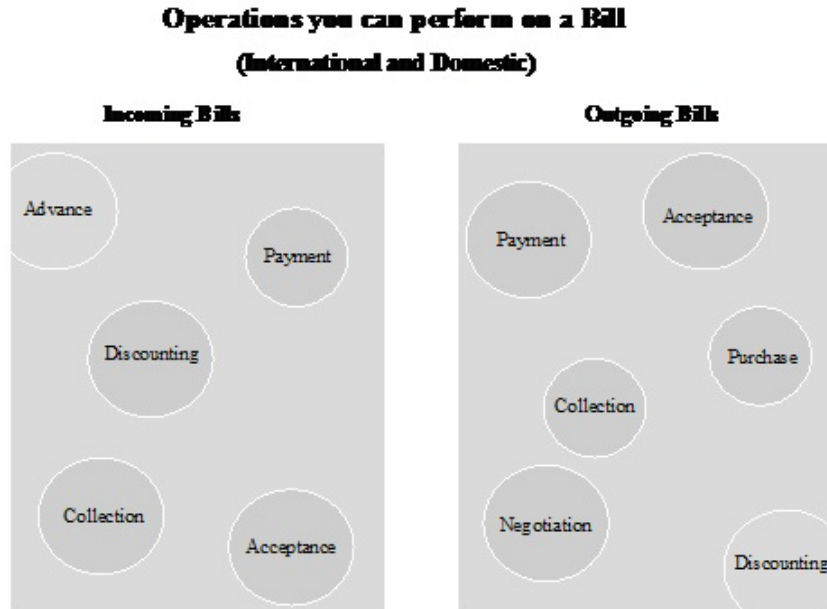 Operations you can perform on a Bill
(International and Domestic)
Incoming Bills
Outgoing Bills
Advance
Payment
Discounting
Collection
Acceptance
Payment
Acceptance
Purchase
Collection
Negotiation
Discounting